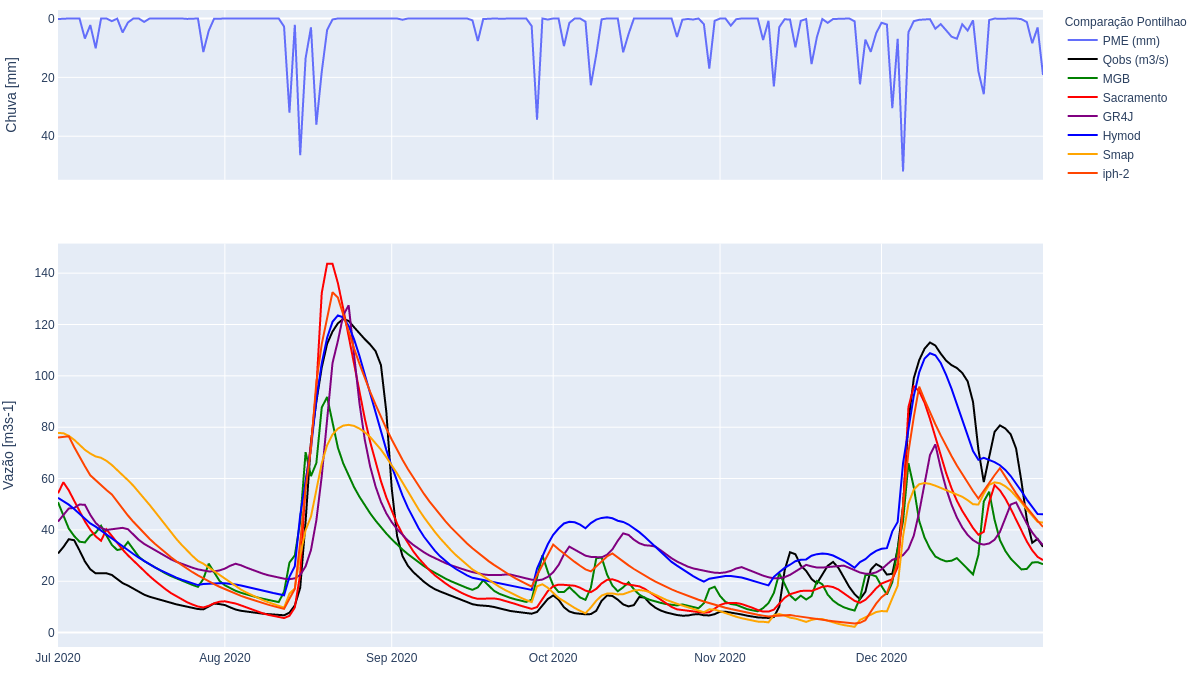 Comparação Pontilhao
PME (mm)
Qobs (m3/s)
MGB
Sacramento
GR4J
Hymod
Smap
iph-2
Chuva [mm]
0
20
40
Vazão [m3s-1]
140
120
100
80
60
40
20
0
Jul 2020 Aug 2020 Sep 2020 Oct 2020 Nov 2020 Dec 2020